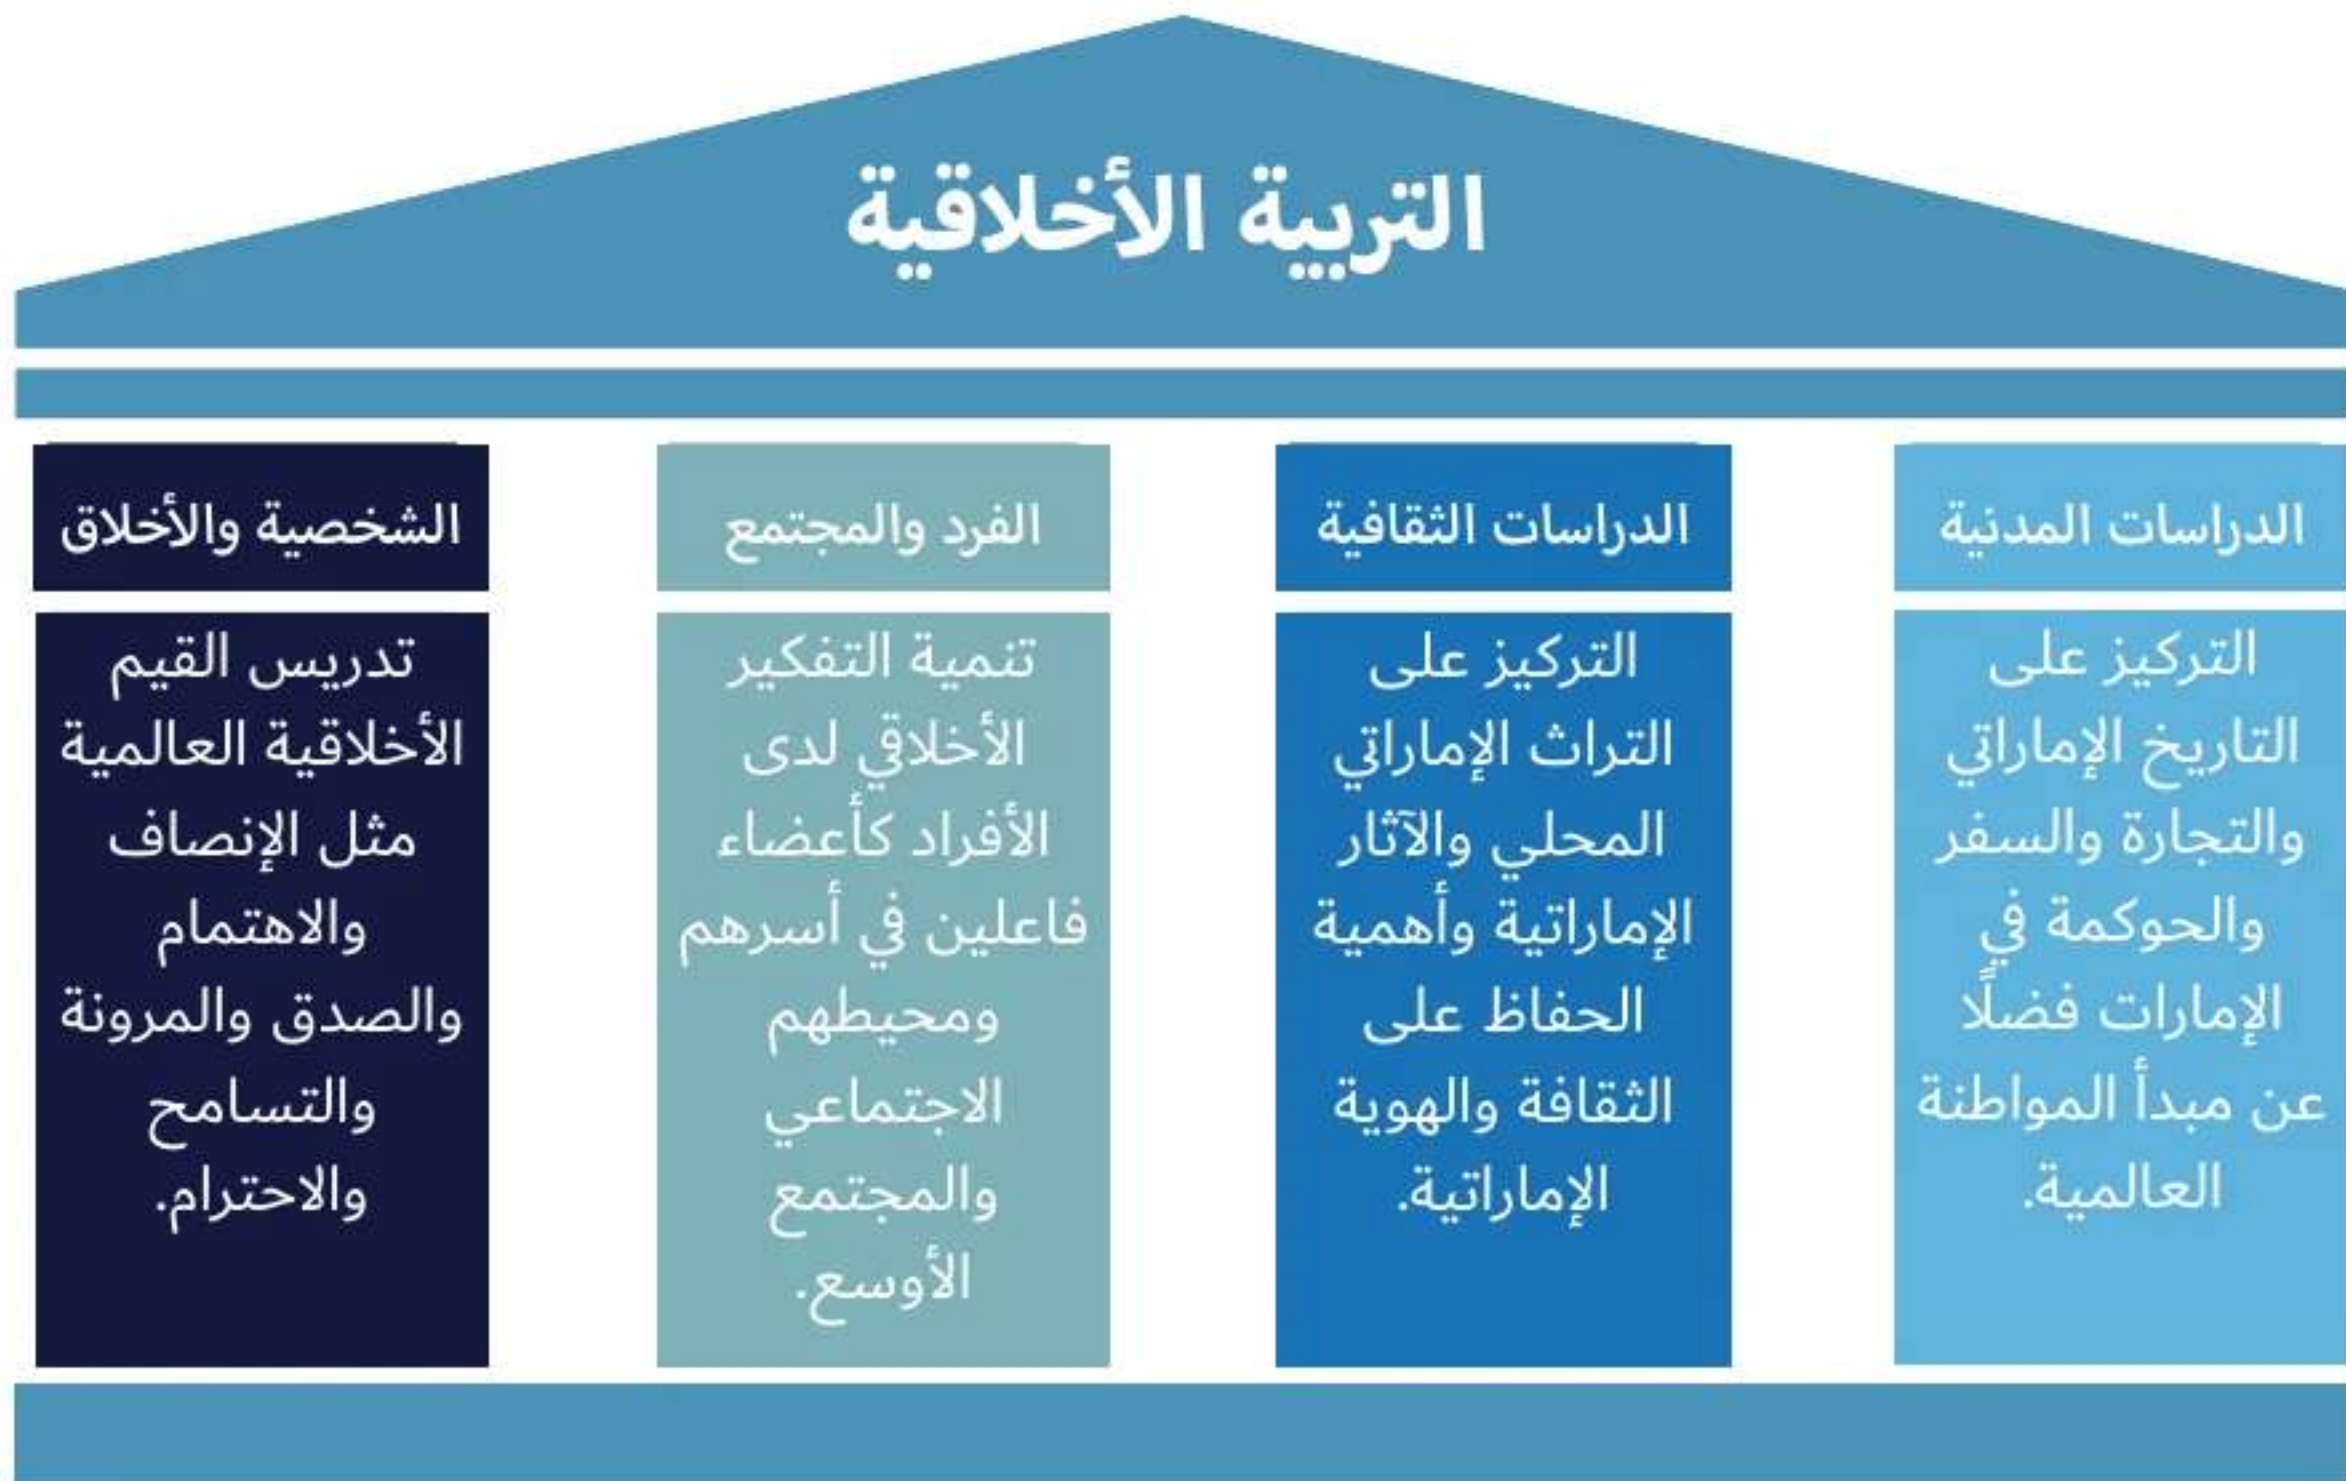 التربية الأخلاقية
الدراسات المدنية
التركيز على
التاريخ الإماراتي
والتجارة والسفر
والحوكمة في
الإمارات فضلًا
عن مبدأ المواطنة
العالمية.
الدراسات الثقافية
التركيز على
التراث الإماراتي
المحلي والآثار
الإماراتية وأهمية
الحفاظ على
الثقافة والهوية
الإماراتية.
الفرد والمجتمع
تنمية التفكير
الأخلاقي لدى
الأفراد كأعضاء
فاعلين في أسرهم
ومحيطهم
الاجتماعي
والمجتمع
الأوسع.
الشخصية والأخلاق
تدريس القيم
الأخلاقية العالمية
مثل الإنصاف
والاهتمام
والصدق والمرونة
والتسامح
والاحترام.